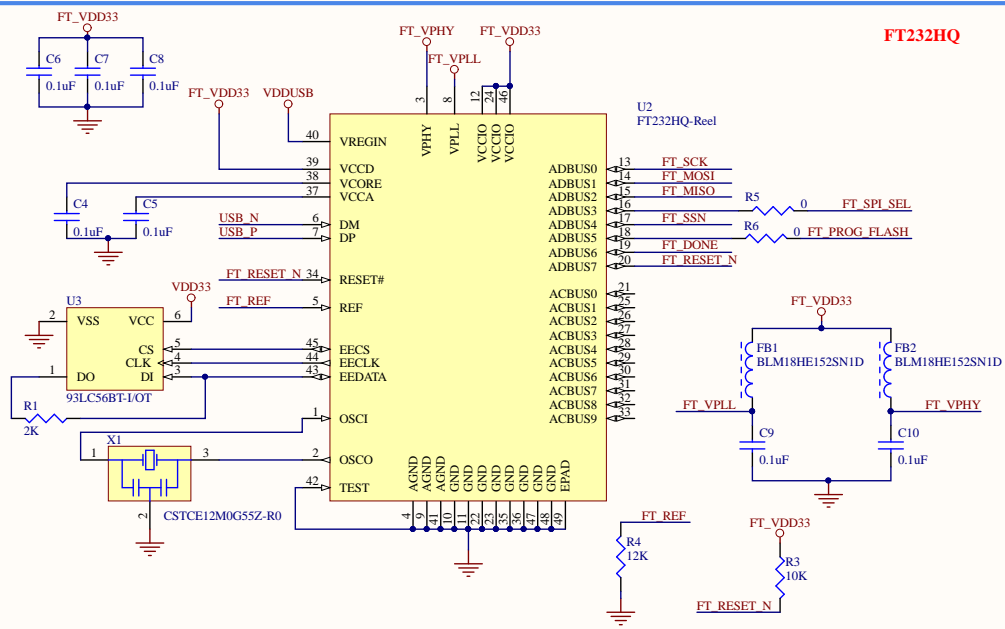 FT232HQ
FT_VDD33
C6
0.1uF
C7
0.1uF
C8
0.1uF
FT_VPHY
FT_VPLL
FT_VDD33
FT_VDD33
VDDUSB
U2
FT232HQ-Reel
3
8
12
24
46
VPHY
VPLL
VCCIO
VCCIO
VCCIO
40 VREGIN
39 VCCD
38 VCORE
37 VCCA
USB_N 6 DM
USB_P 7 DP
FT_RESET_N 34 RESET#
FT_REF 5 REF
45 EECS
44 EECLK
43 EEDATA
1 OSCI
2 OSCO
42 TEST
ADBUS0 13 FT_SCK
ADBUS1 14 FT_MOSI
ADBUS2 15 FT_MISO
ADBUS3 16 R5 0 FT_SPI_SEL
ADBUS4 17 FT_SSN
ADBUS5 18 R6 0 FT_PROG_FLASH
ADBUS6 19 FT_DONE
ADBUS7 20 FT_RESET_N
ACBUS0 21
ACBUS1 25
ACBUS2 26
ACBUS3 27
ACBUS4 28
ACBUS5 29
ACBUS6 30
ACBUS7 31
ACBUS8 32
ACBUS9 33
AGND
AGND
AGND
GND
GND
GND
GND
GND
GND
GND
GND
EPAD
4
9
41
10
11
22
23
35
36
47
48
49
C4
0.1uF
C5
0.1uF
VDD33
U3
2 VSS VCC 6
CS 5
CLK 4
1 DO DI 3
93LC56BT-I/OT
R1
2K
X1
1
3
2
CSTCE12M0G55Z-R0
FT_VDD33
FB1
BLM18HE152SN1D
FB2
BLM18HE152SN1D
FT_VPLL
FT_VPHY
C9
0.1uF
C10
0.1uF
FT_REF
R4
12K
FT_VDD33
R3
10K
FT_RESET_N